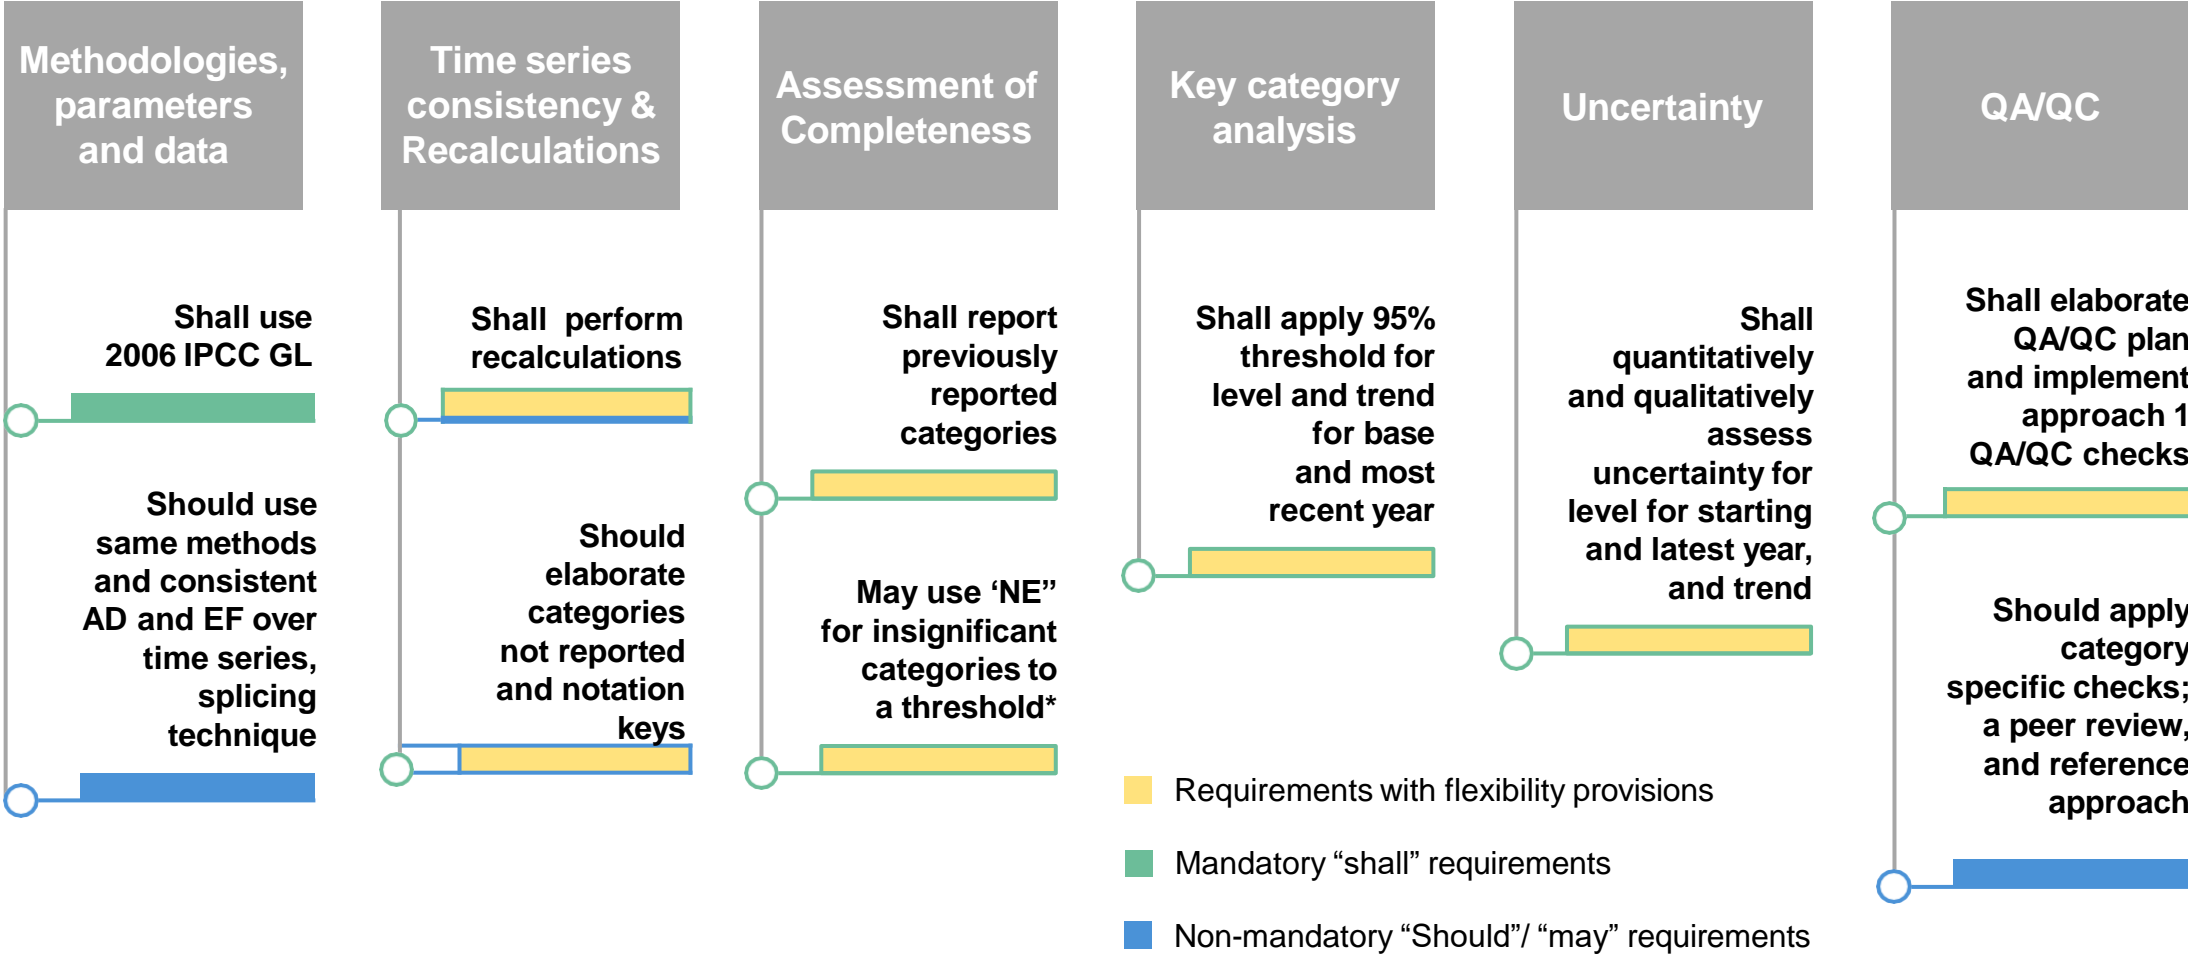 Methodologies,
parameters
and data
Time series
consistency &
Recalculations
Assessment of
Completeness
Key category
analysis
Uncertainty
QA/QC
Shall use
2006 IPCC GL
Should use
same methods
and consistent
AD and EF over
time series,
splicing
technique
Shall perform
recalculations
Should
elaborate
categories
not reported
and notation
keys
Shall report
previously
reported
categories
May use ‘NE”
for insignificant
categories to
a threshold*
Shall apply 95%
threshold for
level and trend
for base
and most
recent year
Shall
quantitatively
and qualitatively
assess
uncertainty for
level for starting
and latest year,
and trend
Shall elaborate
QA/QC plan
and implement
approach 1
QA/QC checks
Should apply
category
specific checks;
a peer review,
and reference
approach
Requirements with flexibility provisions
Mandatory “shall” requirements
Non-mandatory “Should”/ “may” requirements